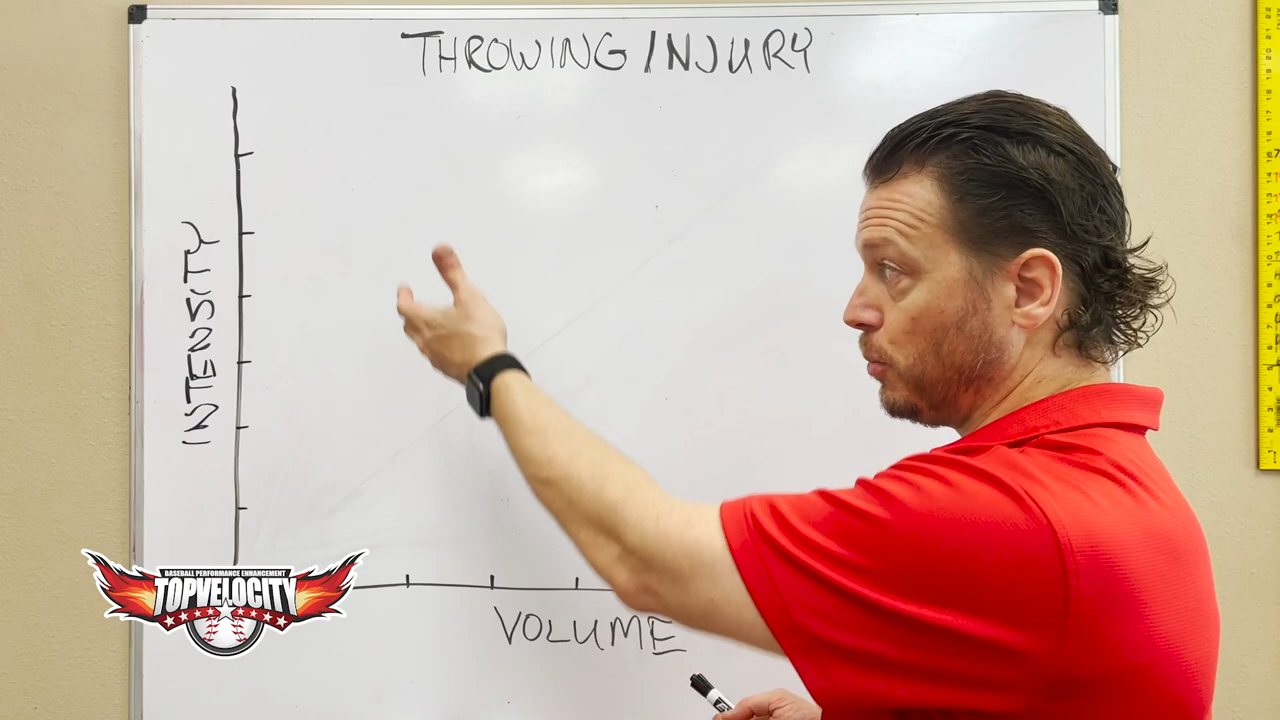 THROWING INJURY
INTENSITY
BASEBALL PERFORMANCE ENHANCEMENT
TOPVELOCITY
VOLUME